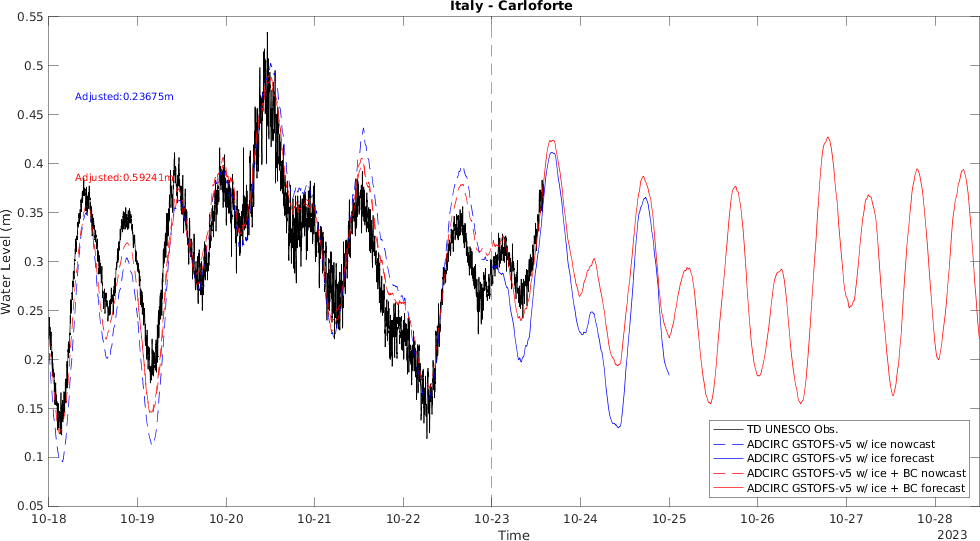 Italy - Carloforte
0.55
0.5
0.45
0.4
0.35
0.3
0.25
0.2
0.15
0.1
0.05
Water Level (m)
Adjusted:0.23675m
Adjusted:0.59241m
TD UNESCO Obs.
ADCIRC GSTOFS-v5 w/ ice nowcast
ADCIRC GSTOFS-v5 w/ ice forecast
ADCIRC GSTOFS-v5 w/ ice + BC nowcast
ADCIRC GSTOFS-v5 w/ ice + BC forecast
10-18 10-19 10-20 10-21 10-22 10-23 10-24 10-25 10-26 10-27 10-28
Time
2023